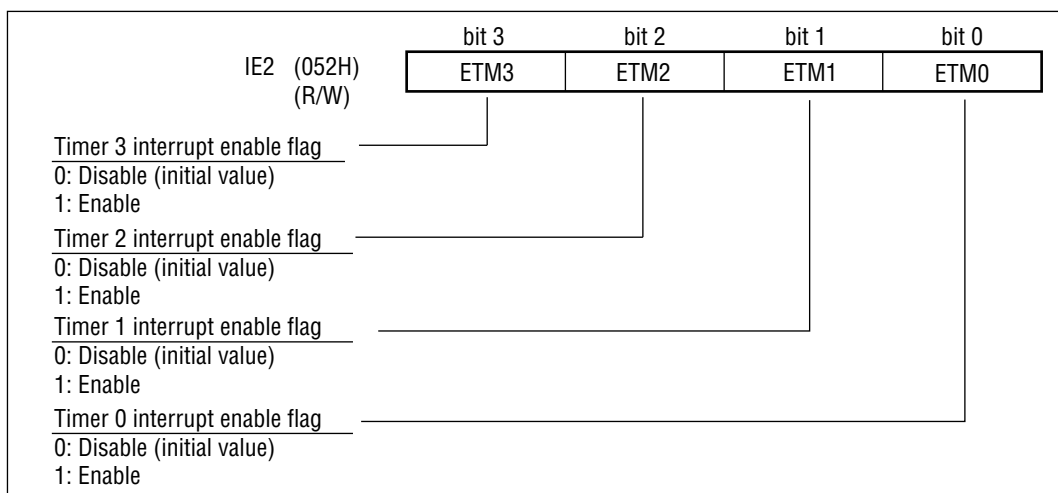 bit 3 bit 2 bit 1 bit 0
IE2 (052H) ETM3 ETM2 ETM1 ETM0
(R/W)
Timer 3 interrupt enable flag
0: Disable (initial value)
1: Enable
Timer 2 interrupt enable flag
0: Disable (initial value)
1: Enable
Timer 1 interrupt enable flag
0: Disable (initial value)
1: Enable
Timer 0 interrupt enable flag
0: Disable (initial value)
1: Enable